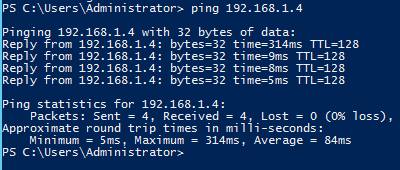 PS C:\Users\Administrator> ping 192.168.1.4
Pinging 192.168.1.4 with 32 bytes of data:
Reply from 192.168.1.4: bytes=32 time=314ms TTL=128
Reply from 192.168.1.4: bytes=32 time=9ms TTL=128
Reply from 192.168.1.4: bytes=32 time=8ms TTL=128
Reply from 192.168.1.4: bytes=32 time=5ms TTL=128
Ping statistics for 192.168.1.4:
    Packets: Sent = 4, Received = 4, Lost = 0 (0% loss),
Approximate round trip times in milli-seconds:
    Minimum = 5ms, Maximum = 314ms, Average = 84ms
PS C:\Users\Administrator>